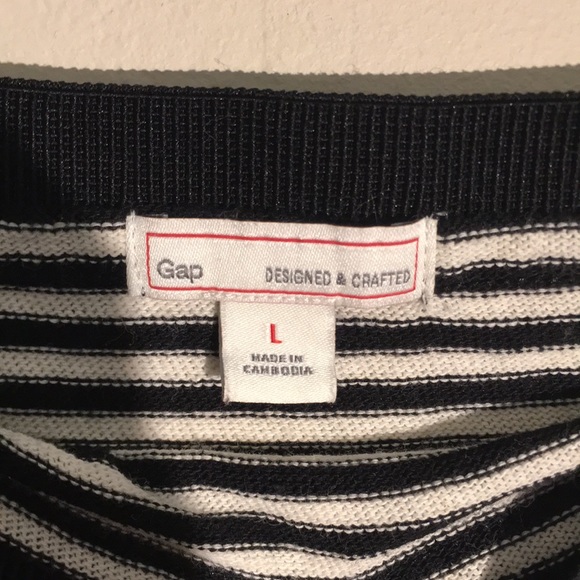 Gap DESIGNED & CRAFTED
L
MADE IN
CAMBODIA